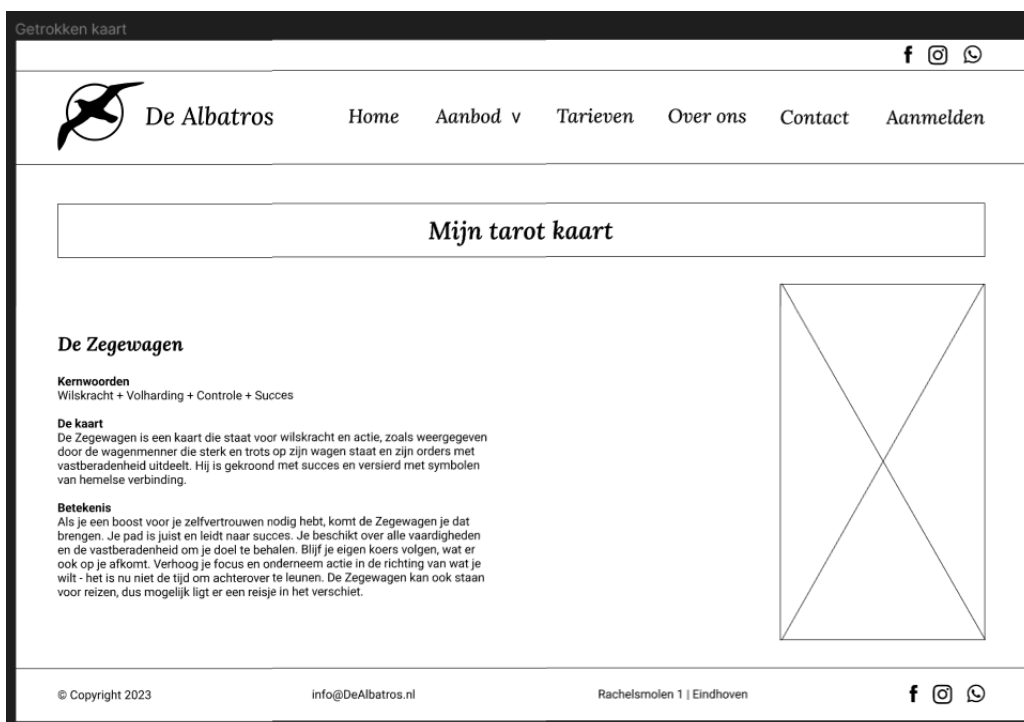 Getrokken kaart
De Albatros
Home Aanbod v Tarieven Over ons Contact Aanmelden
Mijn tarot kaart
De Zegewagen
Kernwoorden
Wilskracht + Volharding + Controle + Succes
De kaart
De Zegewagen is een kaart die staat voor wilskracht en actie, zoals weergegeven
door de wagenmenner die sterk en trots op zijn wagen staat en zijn orders met
vastberadenheid uitdeelt. Hij is gekroond met succes en versierd met symbolen
van hemelse verbinding.
Betekenis
Als je een boost voor je zelfvertrouwen nodig hebt, komt de Zegewagen je dat
brengen. Je pad is juist en leidt naar succes. Je beschikt over alle vaardigheden
en de vastberadenheid om je doel te behalen. Blijf je eigen koers volgen, wat er
ook op je afkomt. Verhoog je focus en onderneem actie in de richting van wat je
wilt - het is nu niet de tijd om achterover te leunen. De Zegewagen kan ook staan
voor reizen, dus mogelijk ligt er een reisje in het verschiet.
© Copyright 2023 info@DeAlbatros.nl Rachelsmolen 1 | Eindhoven